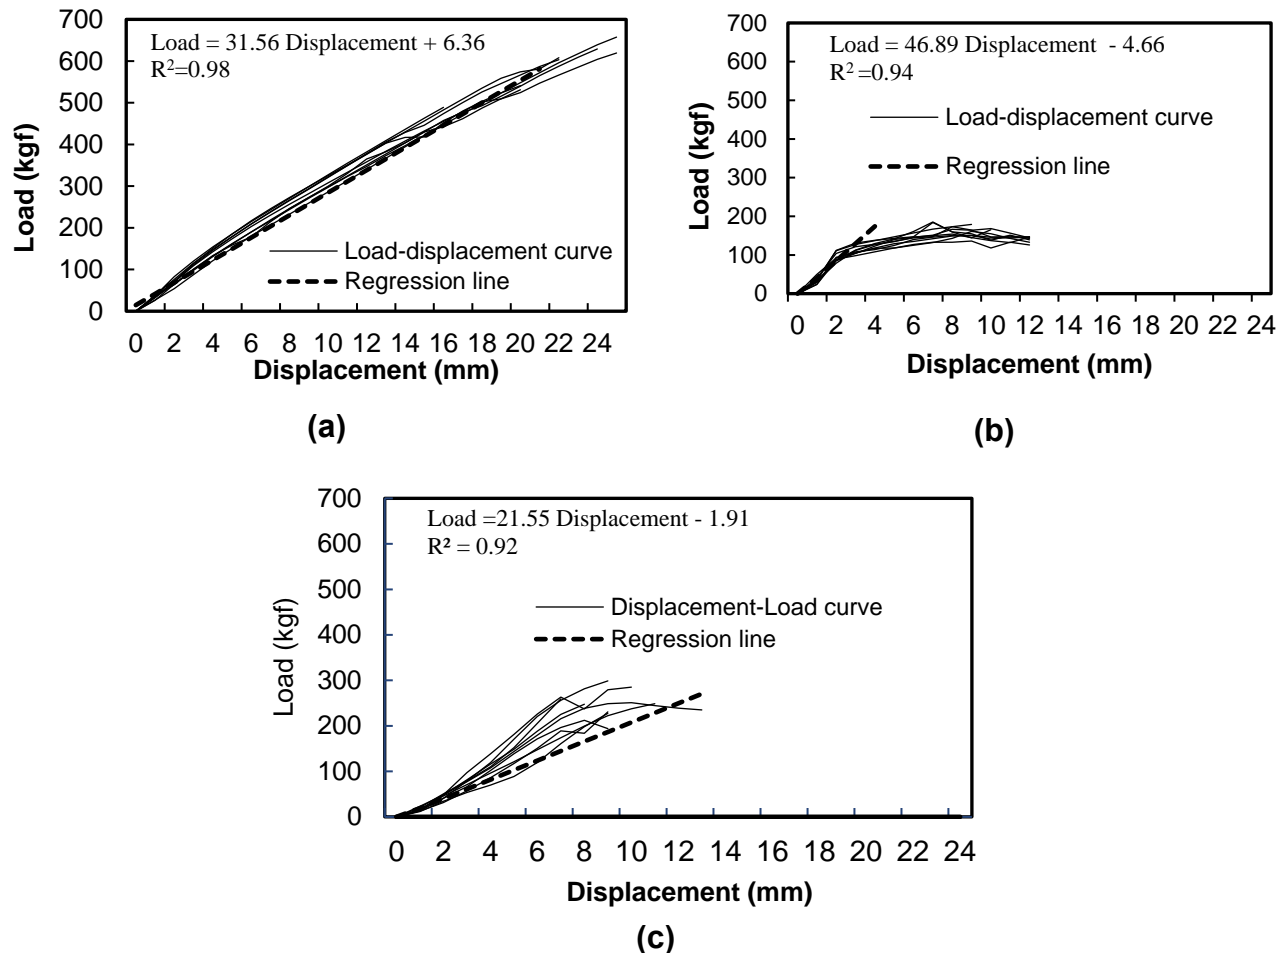 700
600
500
400
300
200
100
0
Load (kgf)
Load = 31.56 Displacement + 6.36
R²=0.98
Load-displacement curve
Regression line
0 2 4 6 8 10 12 14 16 18 20 22 24
Displacement (mm)
(a)
700
600
500
400
300
200
100
0
Load (kgf)
Load = 46.89 Displacement - 4.66
R² =0.94
Load-displacement curve
Regression line
0 2 4 6 8 10 12 14 16 18 20 22 24
Displacement (mm)
(b)
700
600
500
400
300
200
100
0
Load (kgf)
Load =21.55 Displacement - 1.91
R² = 0.92
Displacement-Load curve
Regression line
0 2 4 6 8 10 12 14 16 18 20 22 24
Displacement (mm)
(c)